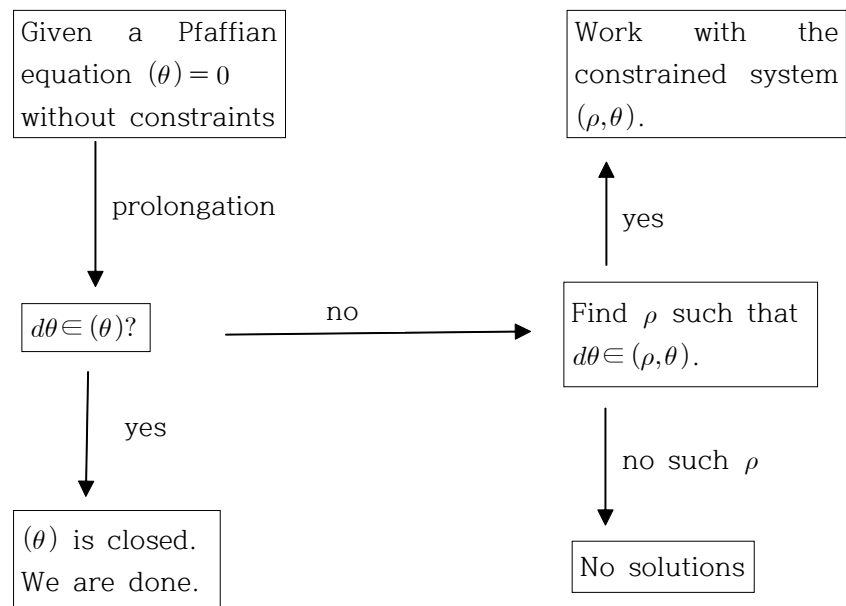 Given a Pfaffian
equation (θ) = 0
without constraints
prolongation
dθ ∈ (θ)?
yes
(θ) is closed.
We are done.
no
Work with the
constrained system
(ρ,θ).
yes
Find ρ such that
dθ ∈ (ρ,θ).
no such ρ
No solutions